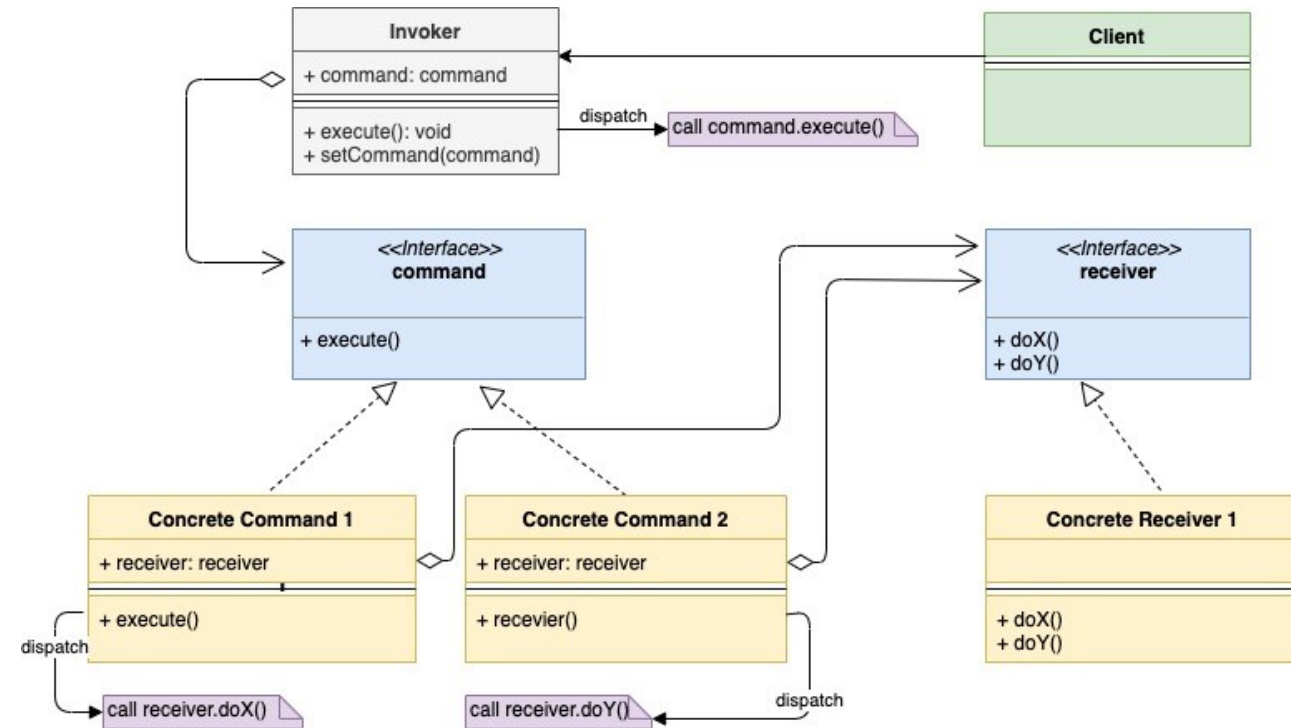 Invoker
+ command: command
+ execute(): void
+ setCommand(command)
dispatch
call command.execute()
Client
<<Interface>>
command
+ execute()
<<Interface>>
receiver
+ doX()
+ doY()
Concrete Command 1
+ receiver: receiver
+ execute()
dispatch
call receiver.doX()
Concrete Command 2
+ receiver: receiver
+ recevier()
dispatch
call receiver.doY()
Concrete Receiver 1
+ doX()
+ doY()